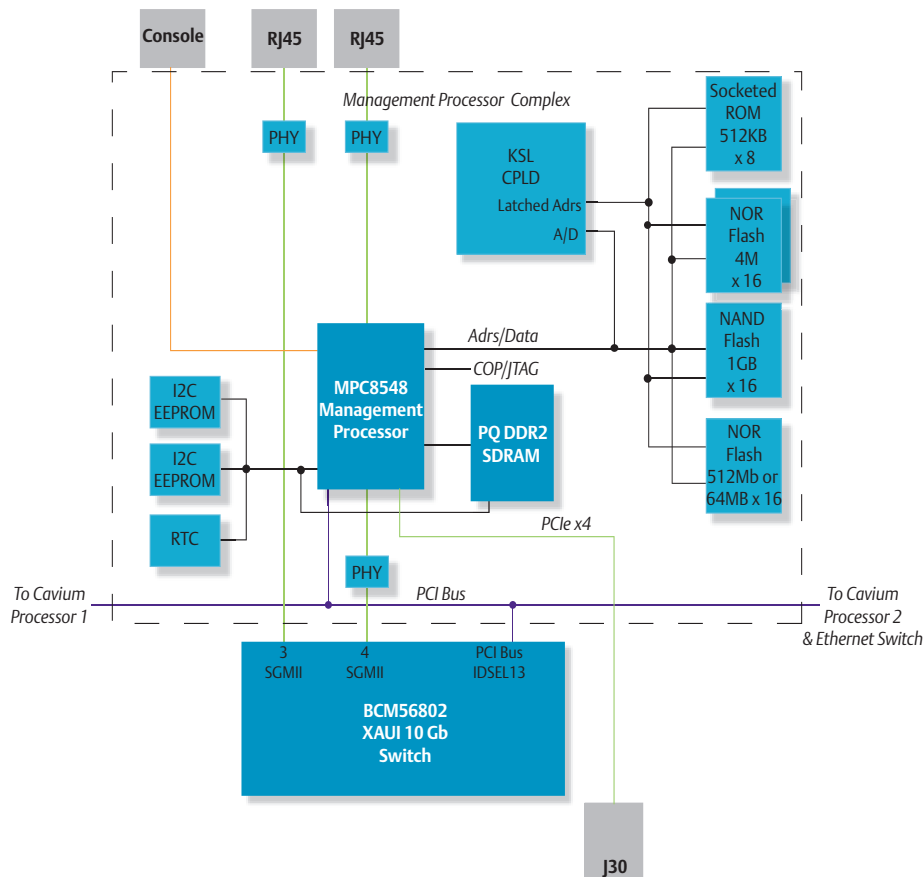 Console
RJ45
RJ45
Management Processor Complex
PHY
PHY
KSL
CPLD
Latched Adrs
A/D
Socketed
ROM
512KB
x 8
NOR
Flash
4M
x 16
NAND
Flash
1GB
x 16
NOR
Flash
512Mb or
64MB x 16
Adrs/Data
COP/JTAG
MPC8548
Management
Processor
PQ DDR2
SDRAM
I2C
EEPROM
I2C
EEPROM
RTC
PCIe x4
PHY
PCI Bus
To Cavium
Processor 1
To Cavium
Processor 2
& Ethernet Switch
3
SGMII
4
SGMII
PCI Bus
IDSEL13
BCM56802
XAUI 10 Gb
Switch
J30